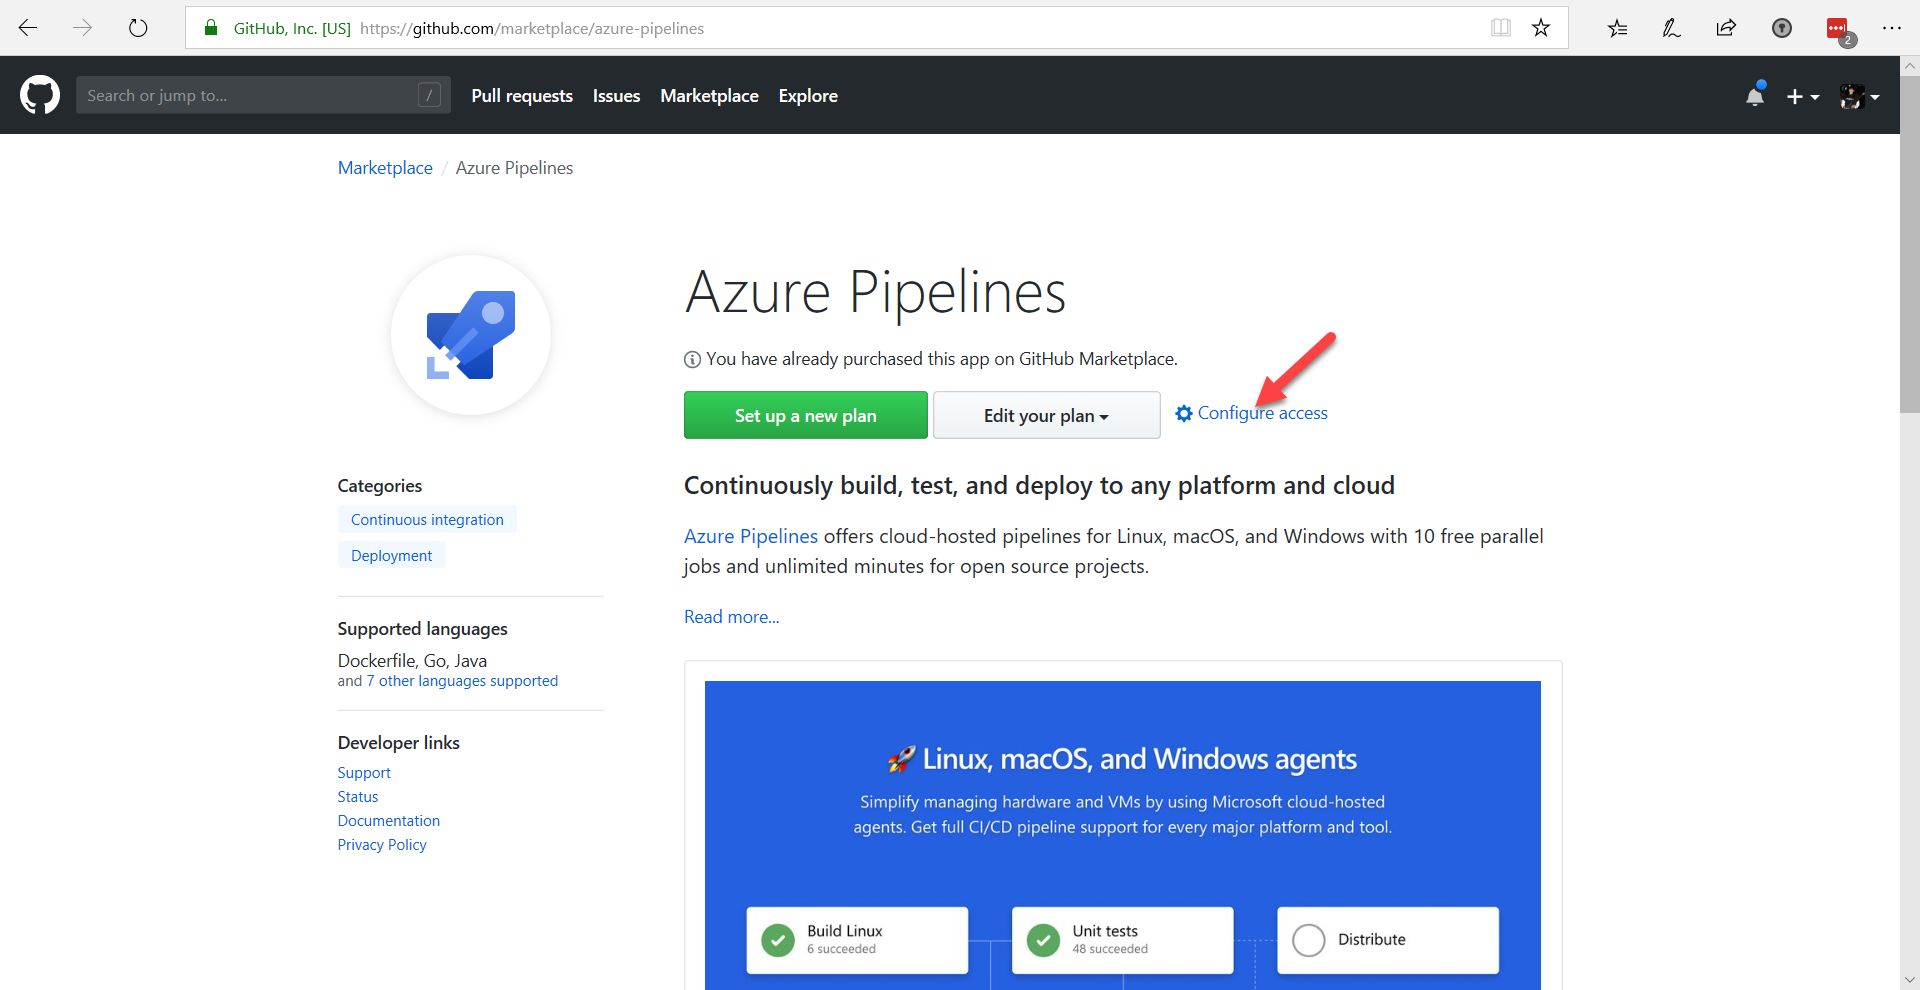 GitHub, Inc. [US] https://github.com/marketplace/azure-pipelines
2
Search or jump to... /
Pull requests Issues Marketplace Explore
Marketplace / Azure Pipelines
Azure Pipelines
You have already purchased this app on GitHub Marketplace.
Set up a new plan
Edit your plan
Configure access
Continuously build, test, and deploy to any platform and cloud
Azure Pipelines offers cloud-hosted pipelines for Linux, macOS, and Windows with 10 free parallel
jobs and unlimited minutes for open source projects.
Read more...
Categories
Continuous integration
Deployment
Supported languages
Dockerfile, Go, Java
and 7 other languages supported
Developer links
Support
Status
Documentation
Privacy Policy
Linux, macOS, and Windows agents
Simplify managing hardware and VMs by using Microsoft cloud-hosted
agents. Get full CI/CD pipeline support for every major platform and tool.
Build Linux
6 succeeded
Unit tests
48 succeeded
Distribute